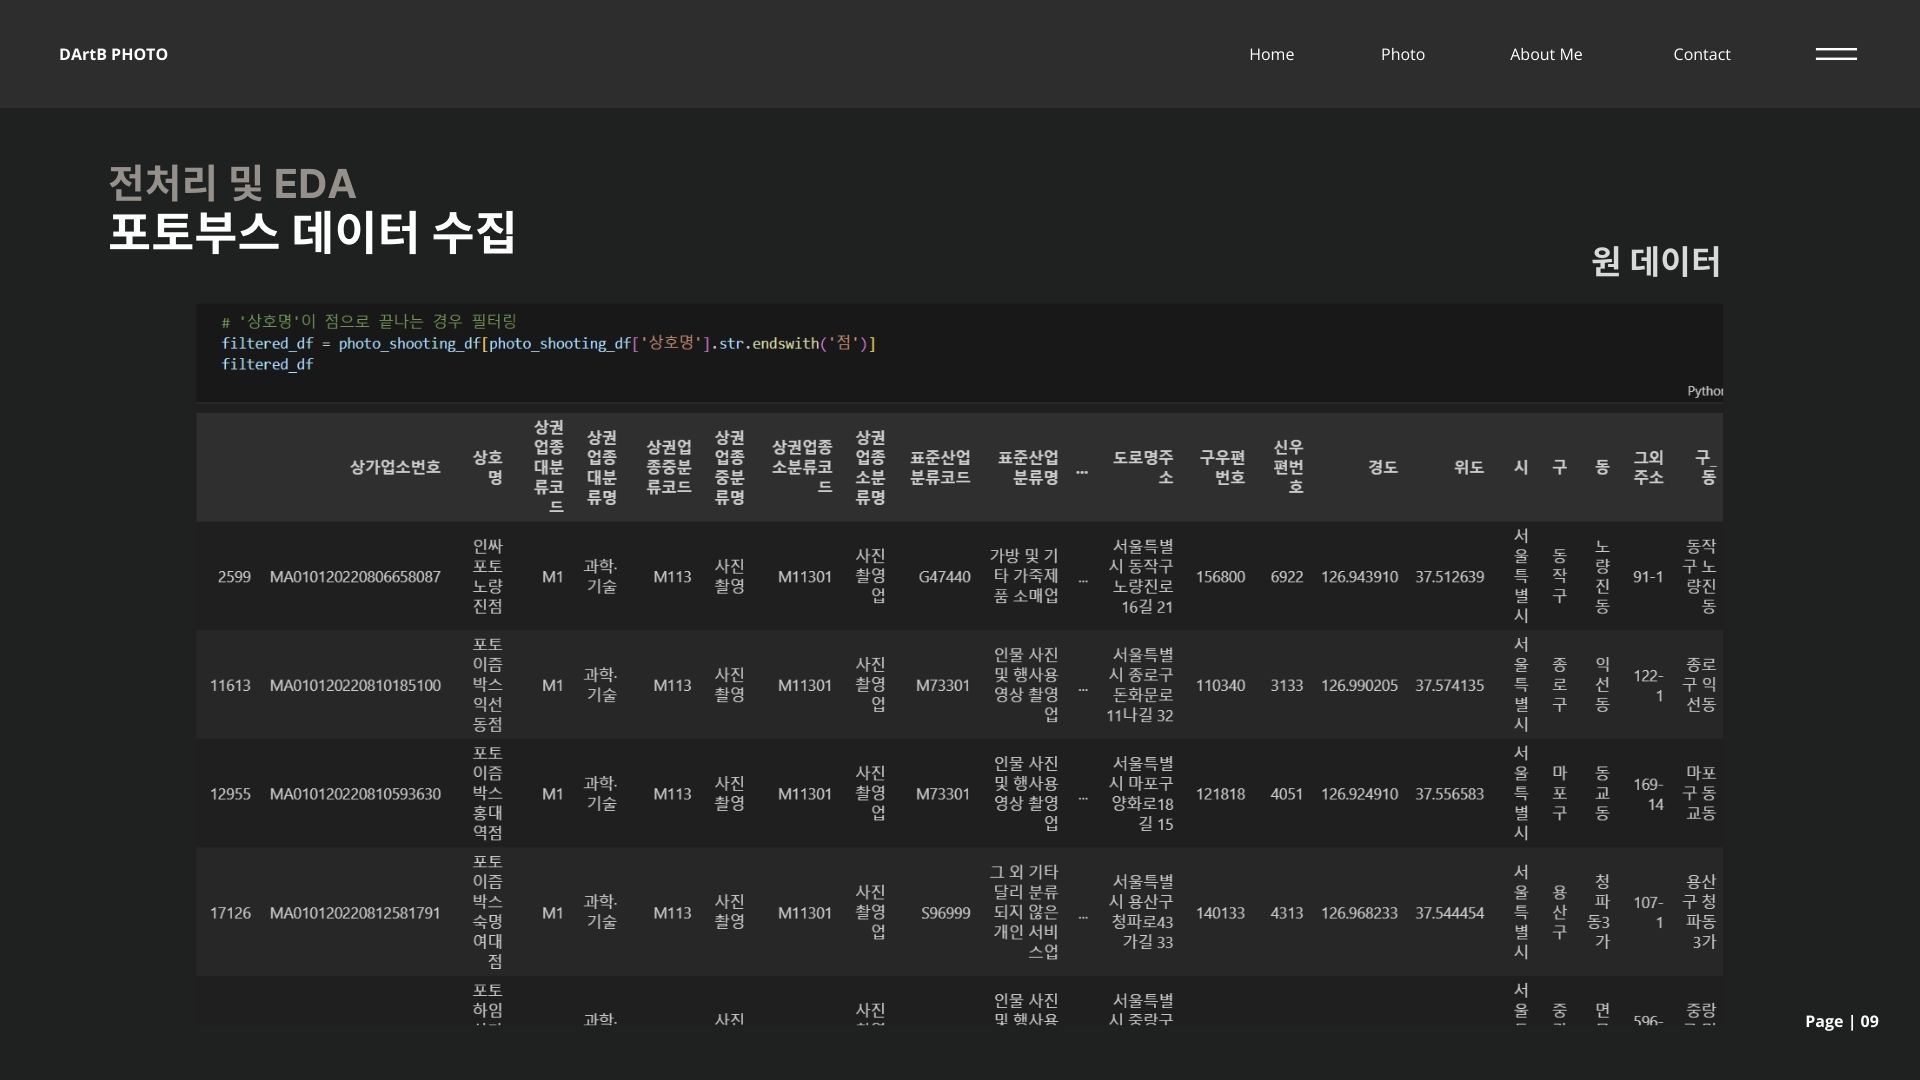 DArtB PHOTO
Home
Photo
About Me
Contact
전처리 및 EDA
포토부스 데이터 수집
원 데이터
# '상호명'이 점으로 끝나는 경우 필터링
filtered_df = photo_shooting_df[photo_shooting_df['상호명'].str.endswith('점')]
filtered_df
Python
상가업소번호 상호명 상권업종대분류코드 상권업종대분류명 상권업종중분류코드 상권업종중분류명 상권업종소분류코드 상권업종소분류명 표준산업분류코드 표준산업분류명 ... 도로명주소 구우편번호 신우편번호 경도 위도 시 구 동 그외주소 구_동
2599 MA010120220806658087 인싸포토노량진점 M1 과학·기술 M113 사진촬영 M11301 사진촬영업 G47440 가방 및 기타 가죽제품 소매업 ... 서울특별시 동작구 노량진로16길 21 156800 6922 126.943910 37.512639 서울특별시 동작구 노량진동 91-1 동작구 노량진동
11613 MA010120220810185100 포토이즘박스익선동점 M1 과학·기술 M113 사진촬영 M11301 사진촬영업 M73301 인물 사진 및 행사용 영상 촬영업 ... 서울특별시 종로구 돈화문로11나길 32 110340 3133 126.990205 37.574135 서울특별시 종로구 익선동 122-1 종로구 익선동
12955 MA010120220810593630 포토이즘박스홍대역점 M1 과학·기술 M113 사진촬영 M11301 사진촬영업 M73301 인물 사진 및 행사용 영상 촬영업 ... 서울특별시 마포구 양화로18길 15 121818 4051 126.924910 37.556583 서울특별시 마포구 동교동 169-14 마포구 동교동
17126 MA010120220812581791 포토이즘박스숙명여대점 M1 과학·기술 M113 사진촬영 M11301 사진촬영업 S96999 그 외 기타 달리 분류되지 않은 개인 서비스업 ... 서울특별시 용산구 청파로43가길 33 140133 4313 126.968233 37.544454 서울특별시 용산구 청파동3가 107-1 용산구 청파동3가
포토하임 과학· 사진 사진 인물 사진 및 행사용 서울특별시 중랑구 서울 중 면 596- 중랑
Page | 09